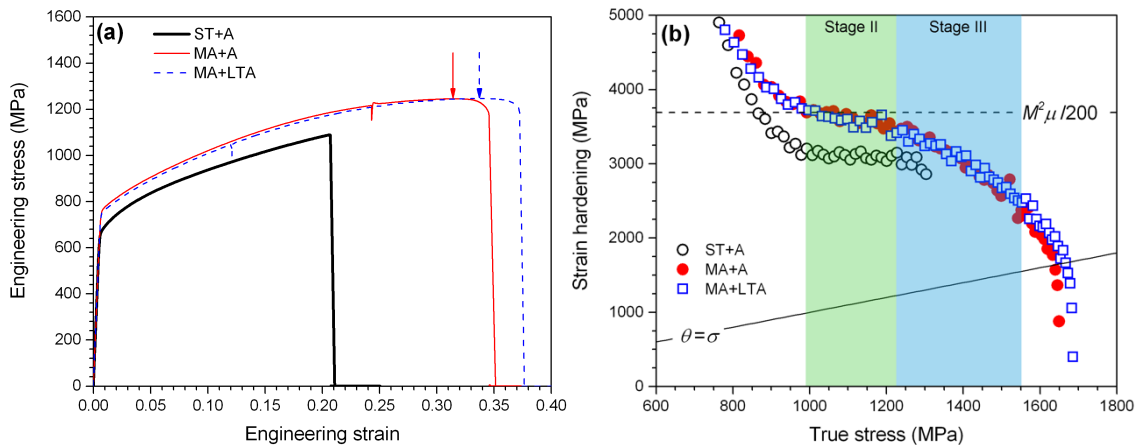 (a)
ST+A
MA+A
MA+LTA
Engineering stress (MPa)
1600
1400
1200
1000
800
600
400
200
0
0.00 0.05 0.10 0.15 0.20 0.25 0.30 0.35 0.40
Engineering strain
(b)
Stage II
Stage III
M²μ/200
θ=σ
ST+A
MA+A
MA+LTA
Strain hardening (MPa)
5000
4000
3000
2000
1000
0
600 800 1000 1200 1400 1600 1800
True stress (MPa)